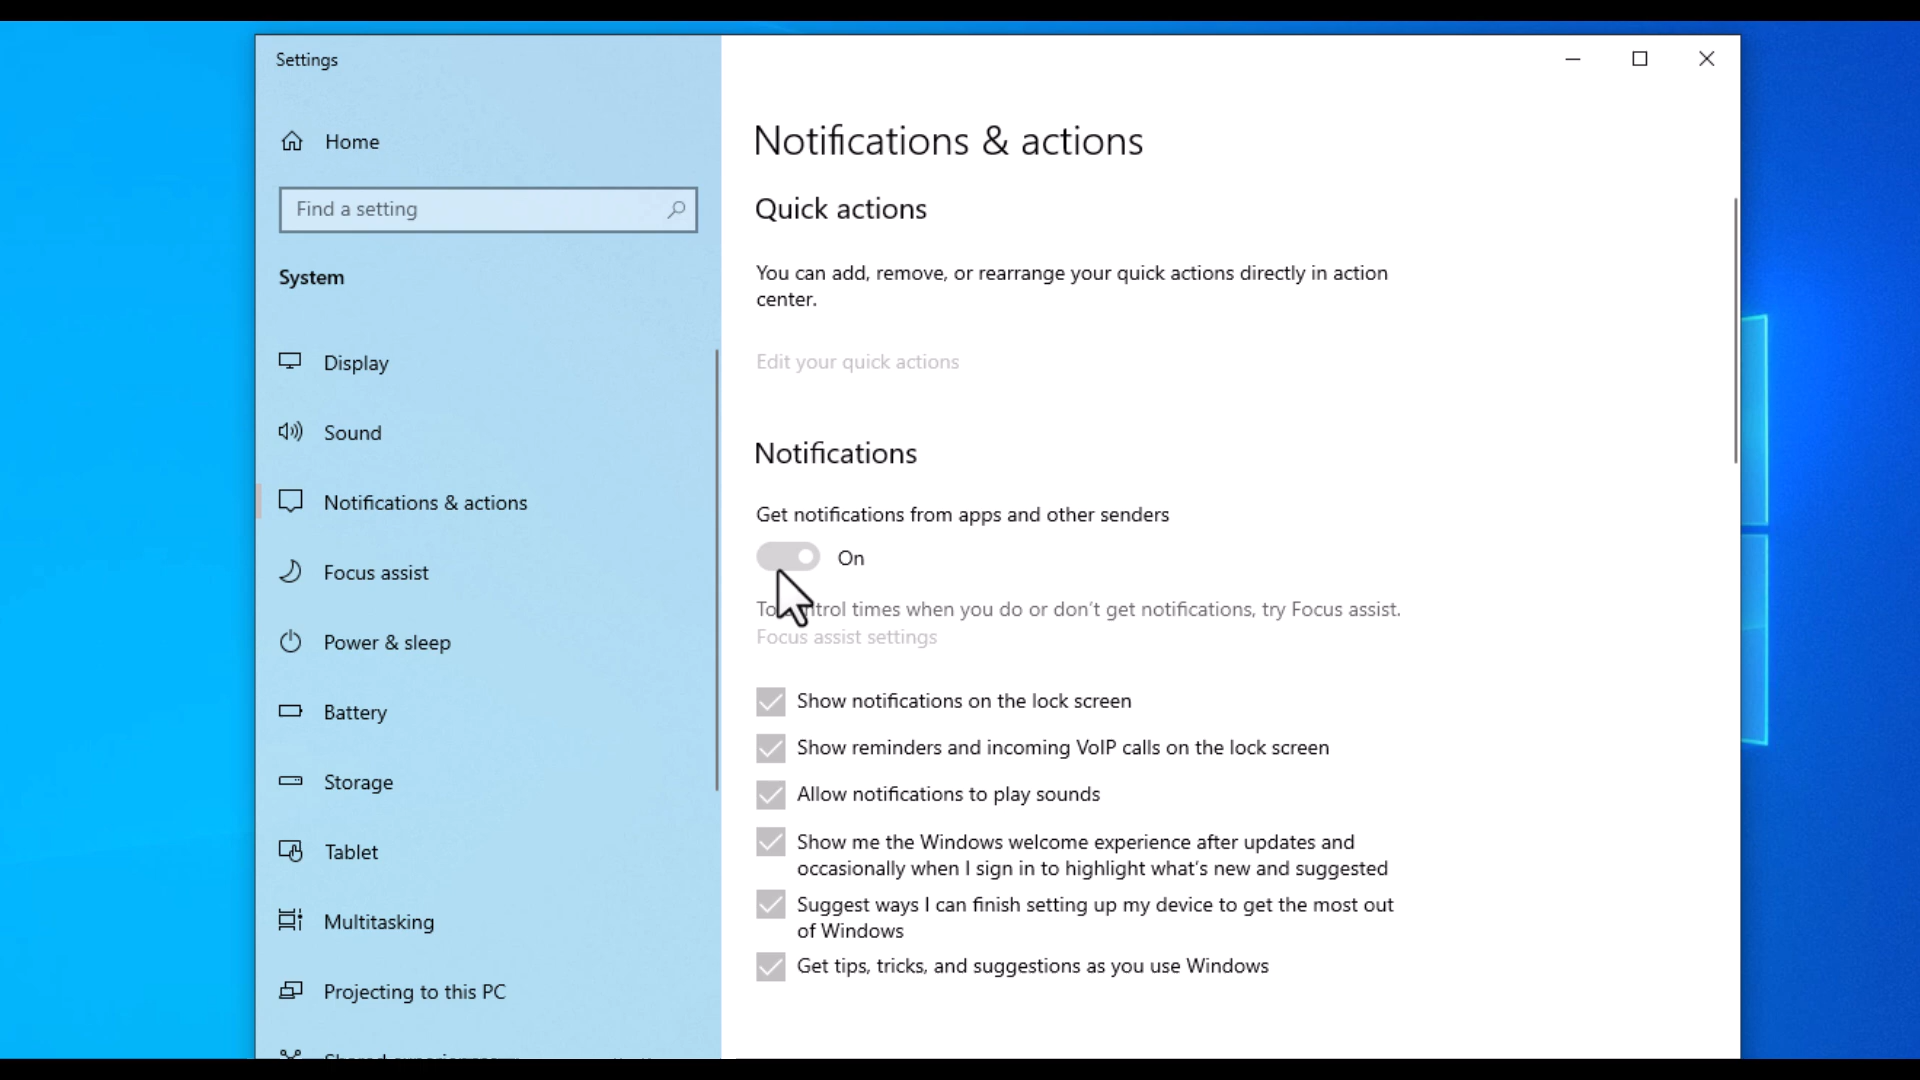 Settings
Home
Find a setting
System
Display
Sound
Notifications & actions
Focus assist
Power & sleep
Battery
Storage
Tablet
Multitasking
Projecting to this PC
Notifications & actions
Quick actions
You can add, remove, or rearrange your quick actions directly in action
center.
Edit your quick actions
Notifications
Get notifications from apps and other senders
On
To control times when you do or don't get notifications, try Focus assist.
Focus assist settings
Show notifications on the lock screen
Show reminders and incoming VoIP calls on the lock screen
Allow notifications to play sounds
Show me the Windows welcome experience after updates and
occasionally when I sign in to highlight what's new and suggested
Suggest ways I can finish setting up my device to get the most out
of Windows
Get tips, tricks, and suggestions as you use Windows